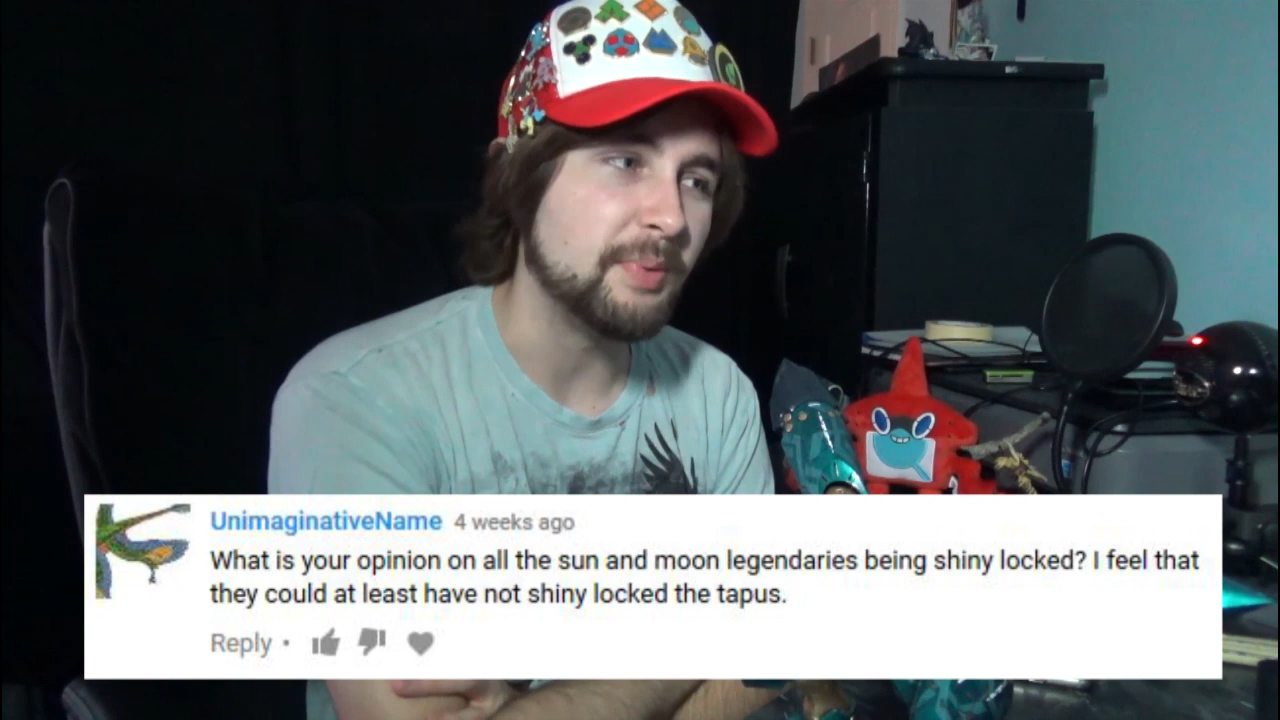 UnimaginativeName 4 weeks ago
What is your opinion on all the sun and moon legendaries being shiny locked? I feel that
they could at least have not shiny locked the tapus.
Reply •